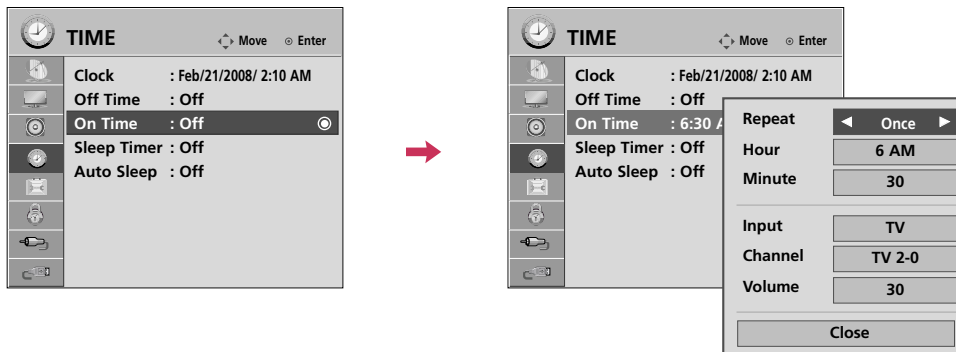 TIME Move Enter
Clock : Feb/21/2008/ 2:10 AM
Off Time : Off
On Time : Off
Sleep Timer : Off
Auto Sleep : Off
TIME Move Enter
Clock : Feb/21/2008/ 2:10 AM
Off Time : Off
On Time : 6:30 A
Sleep Timer : Off
Auto Sleep : Off
Repeat ◀ Once ▶
Hour 6 AM
Minute 30
Input TV
Channel TV 2-0
Volume 30
Close